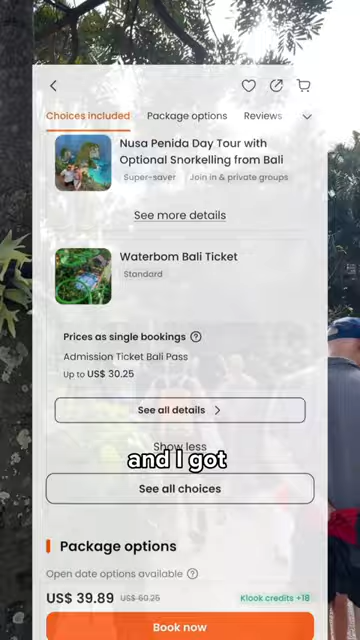 Choices included
Package options
Reviews
Nusa Penida Day Tour with
Optional Snorkelling from Bali
Super-saver
Join in & private groups
See more details
Waterbom Bali Ticket
Standard
Prices as single bookings ?
Admission Ticket Bali Pass
Up to US$ 30.25
See all details
Show less
and I got
See all choices
Package options
Open date options available ?
US$ 39.89 US$ 60.25
Klook credits +18
Book now